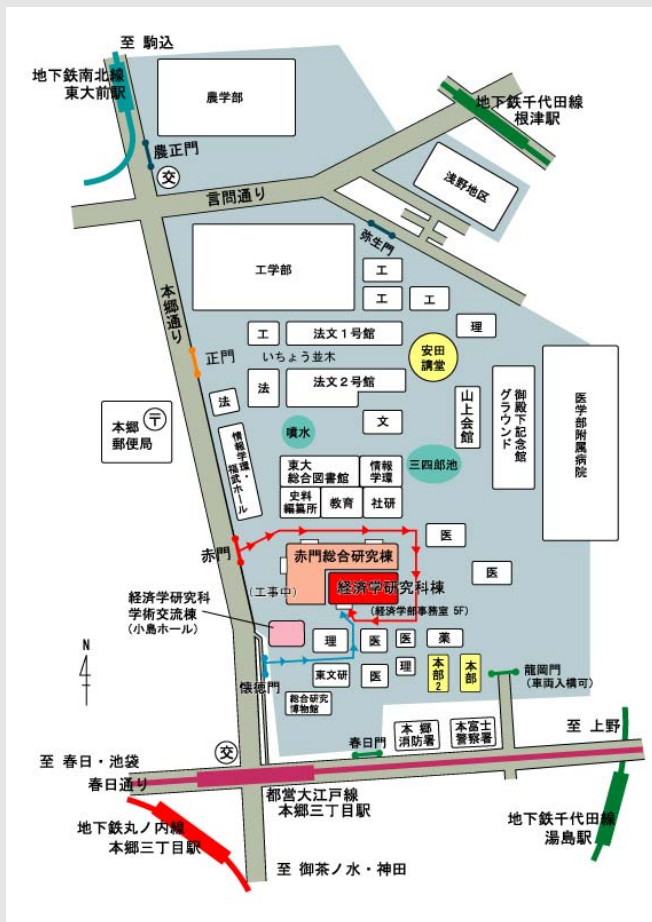 至 駒込
地下鉄南北線
東大前駅
農学部
地下鉄千代田線
根津駅
農正門
交
浅野地区
言問通り
弥生門
工学部
工
工
工
本郷通り
理
正門
工
法文1号館
いちょう並木
安田
講堂
法
法
法文2号館
山上会館
御殿下記念館
グラウンド
医学部附属病院
本郷
郵便局
〒
噴水
文
三四郎池
情報学環・
福武ホール
東大
総合図書館
情報
学環
史料
編纂所
教育
社研
医
赤門
赤門総合研究棟
医
(工事中)
経済学研究科棟
(経済学部事務室 5F)
経済学研究科
学術交流棟
(小島ホール)
N
4
理
医
医
薬
懐徳門
東文研
医
理
本部2
本部
龍岡門
(車両入構可)
総合研究
博物館
本郷
消防署
本富士
警察署
至 上野
春日門
交
至 春日・池袋
春日通り
都営大江戸線
本郷三丁目駅
地下鉄丸ノ内線
本郷三丁目駅
地下鉄千代田線
湯島駅
至 御茶ノ水・神田